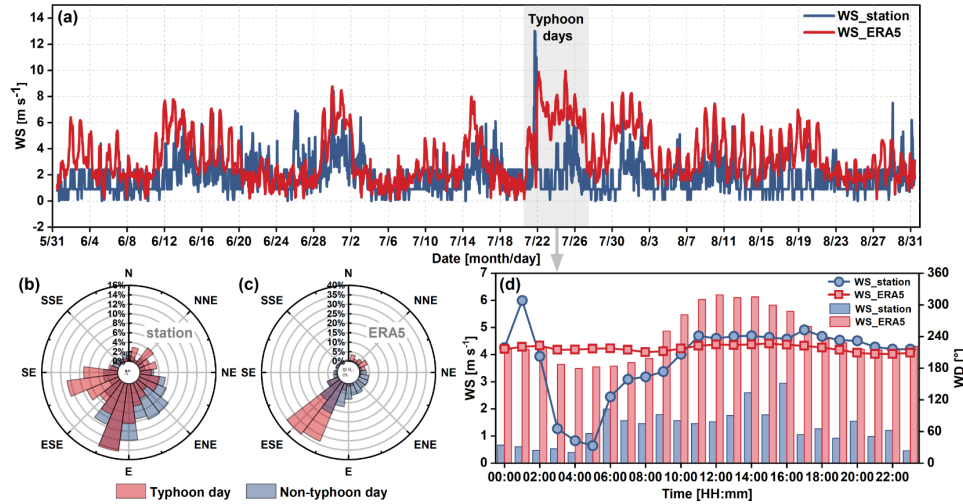 (a)
Typhoon
days
WS_station
WS_ERA5
WS [m s⁻¹]
14
12
10
8
6
4
2
0
-2
5/31 6/4 6/8 6/12 6/16 6/20 6/24 6/28 7/2 7/6 7/10 7/14 7/18 7/22 7/26 7/30 8/3 8/7 8/11 8/15 8/19 8/23 8/27 8/31
Date [month/day]
(b)
N
NNE
NE
ENE
E
ESE
SE
SSE
16%
14%
12%
10%
8%
6%
4%
2%
0%
station
(c)
N
NNE
NE
ENE
E
ESE
SE
SSE
40%
35%
30%
25%
20%
15%
10%
5%
0%
ERA5
Typhoon day
Non-typhoon day
(d)
WS_station
WS_ERA5
WS_station
WS_ERA5
WS [m s⁻¹]
7
6
5
4
3
2
1
0
WD [°]
360
300
240
180
120
60
0
00:00 02:00 04:00 06:00 08:00 10:00 12:00 14:00 16:00 18:00 20:00 22:00
Time [HH:mm]